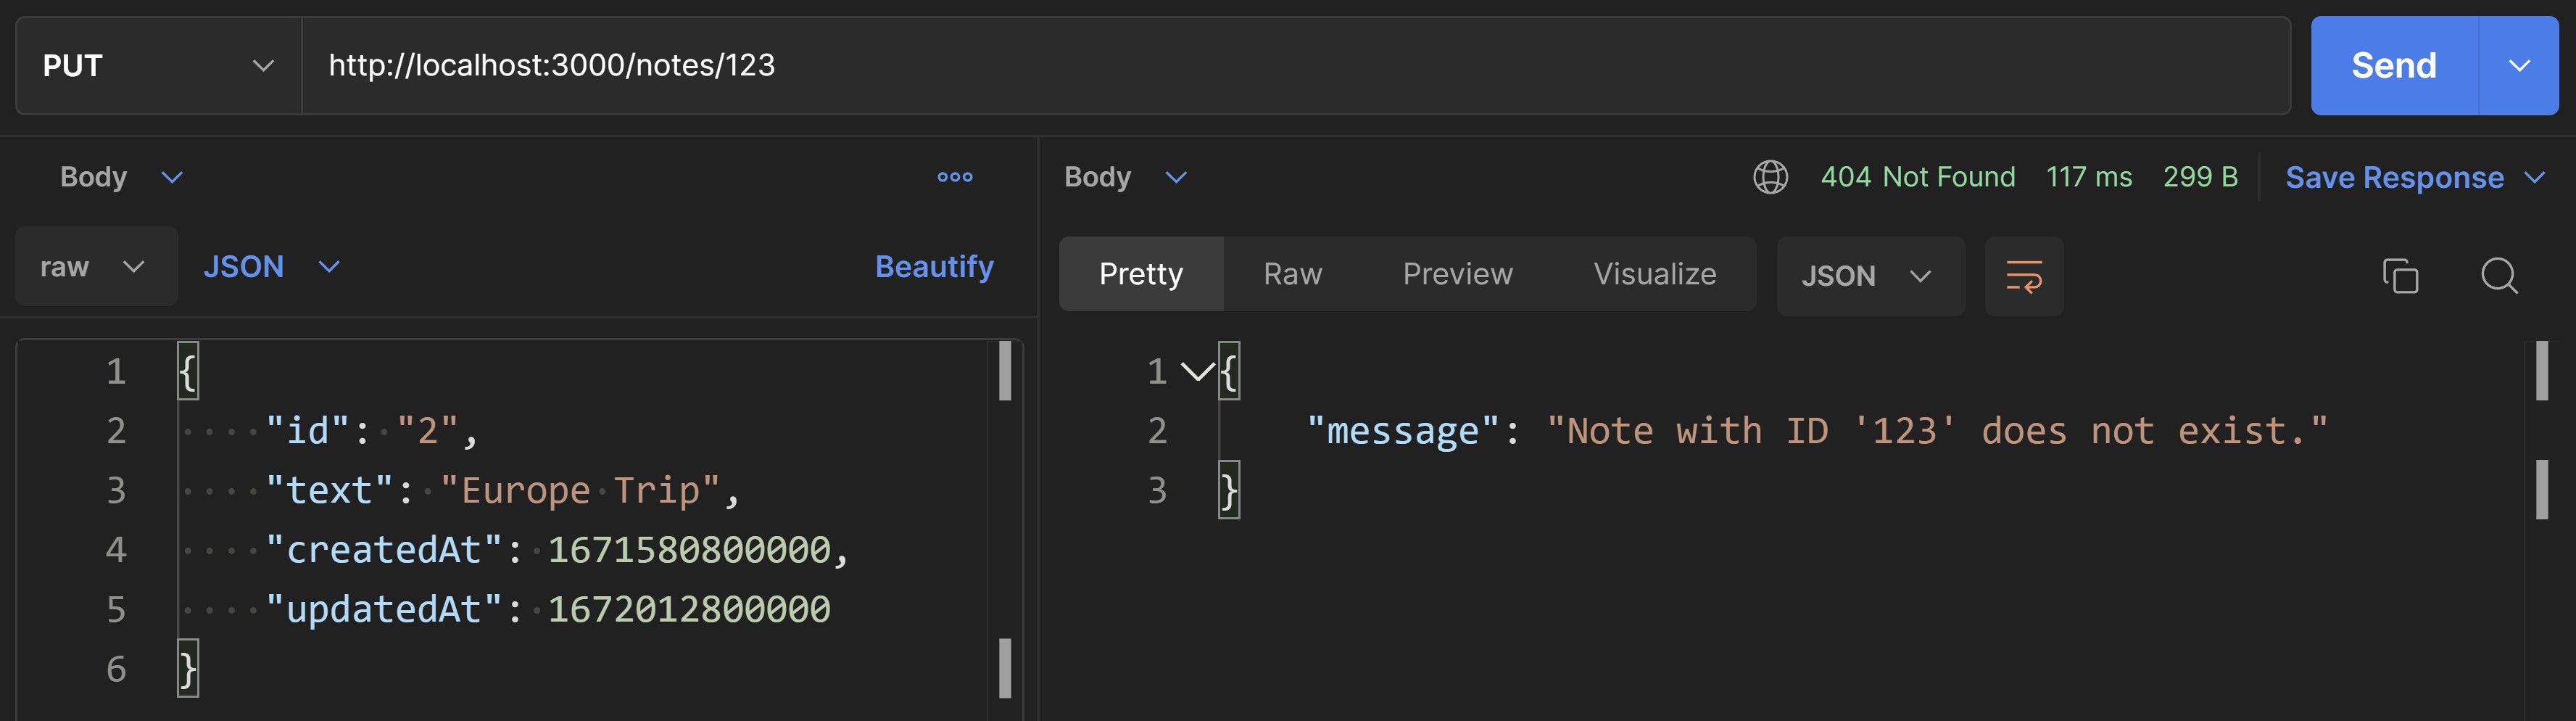 PUT http://localhost:3000/notes/123 Send
Body
Body 404 Not Found 117 ms 299 B Save Response
raw JSON Beautify
Pretty Raw Preview Visualize JSON
1 {
2 "id": "2",
3 "text": "Europe Trip",
4 "createdAt": 1671580800000,
5 "updatedAt": 1672012800000
6 }
1 {
2 "message": "Note with ID '123' does not exist."
3 }